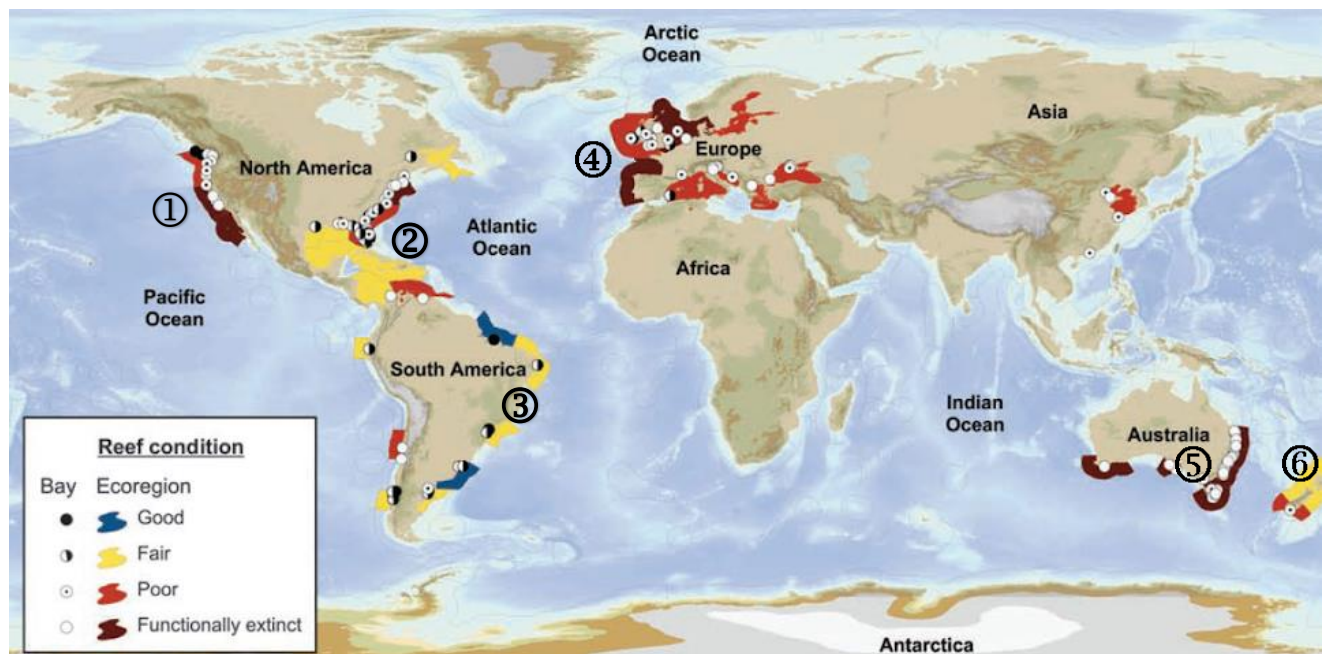 Arctic
Ocean
Asia
North America
④
Europe
①
②
Atlantic
Ocean
Africa
Pacific
Ocean
South America
③
Indian
Ocean
Australia
⑤
⑥
Reef condition
Bay Ecoregion
Good
Fair
Poor
Functionally extinct
Antarctica